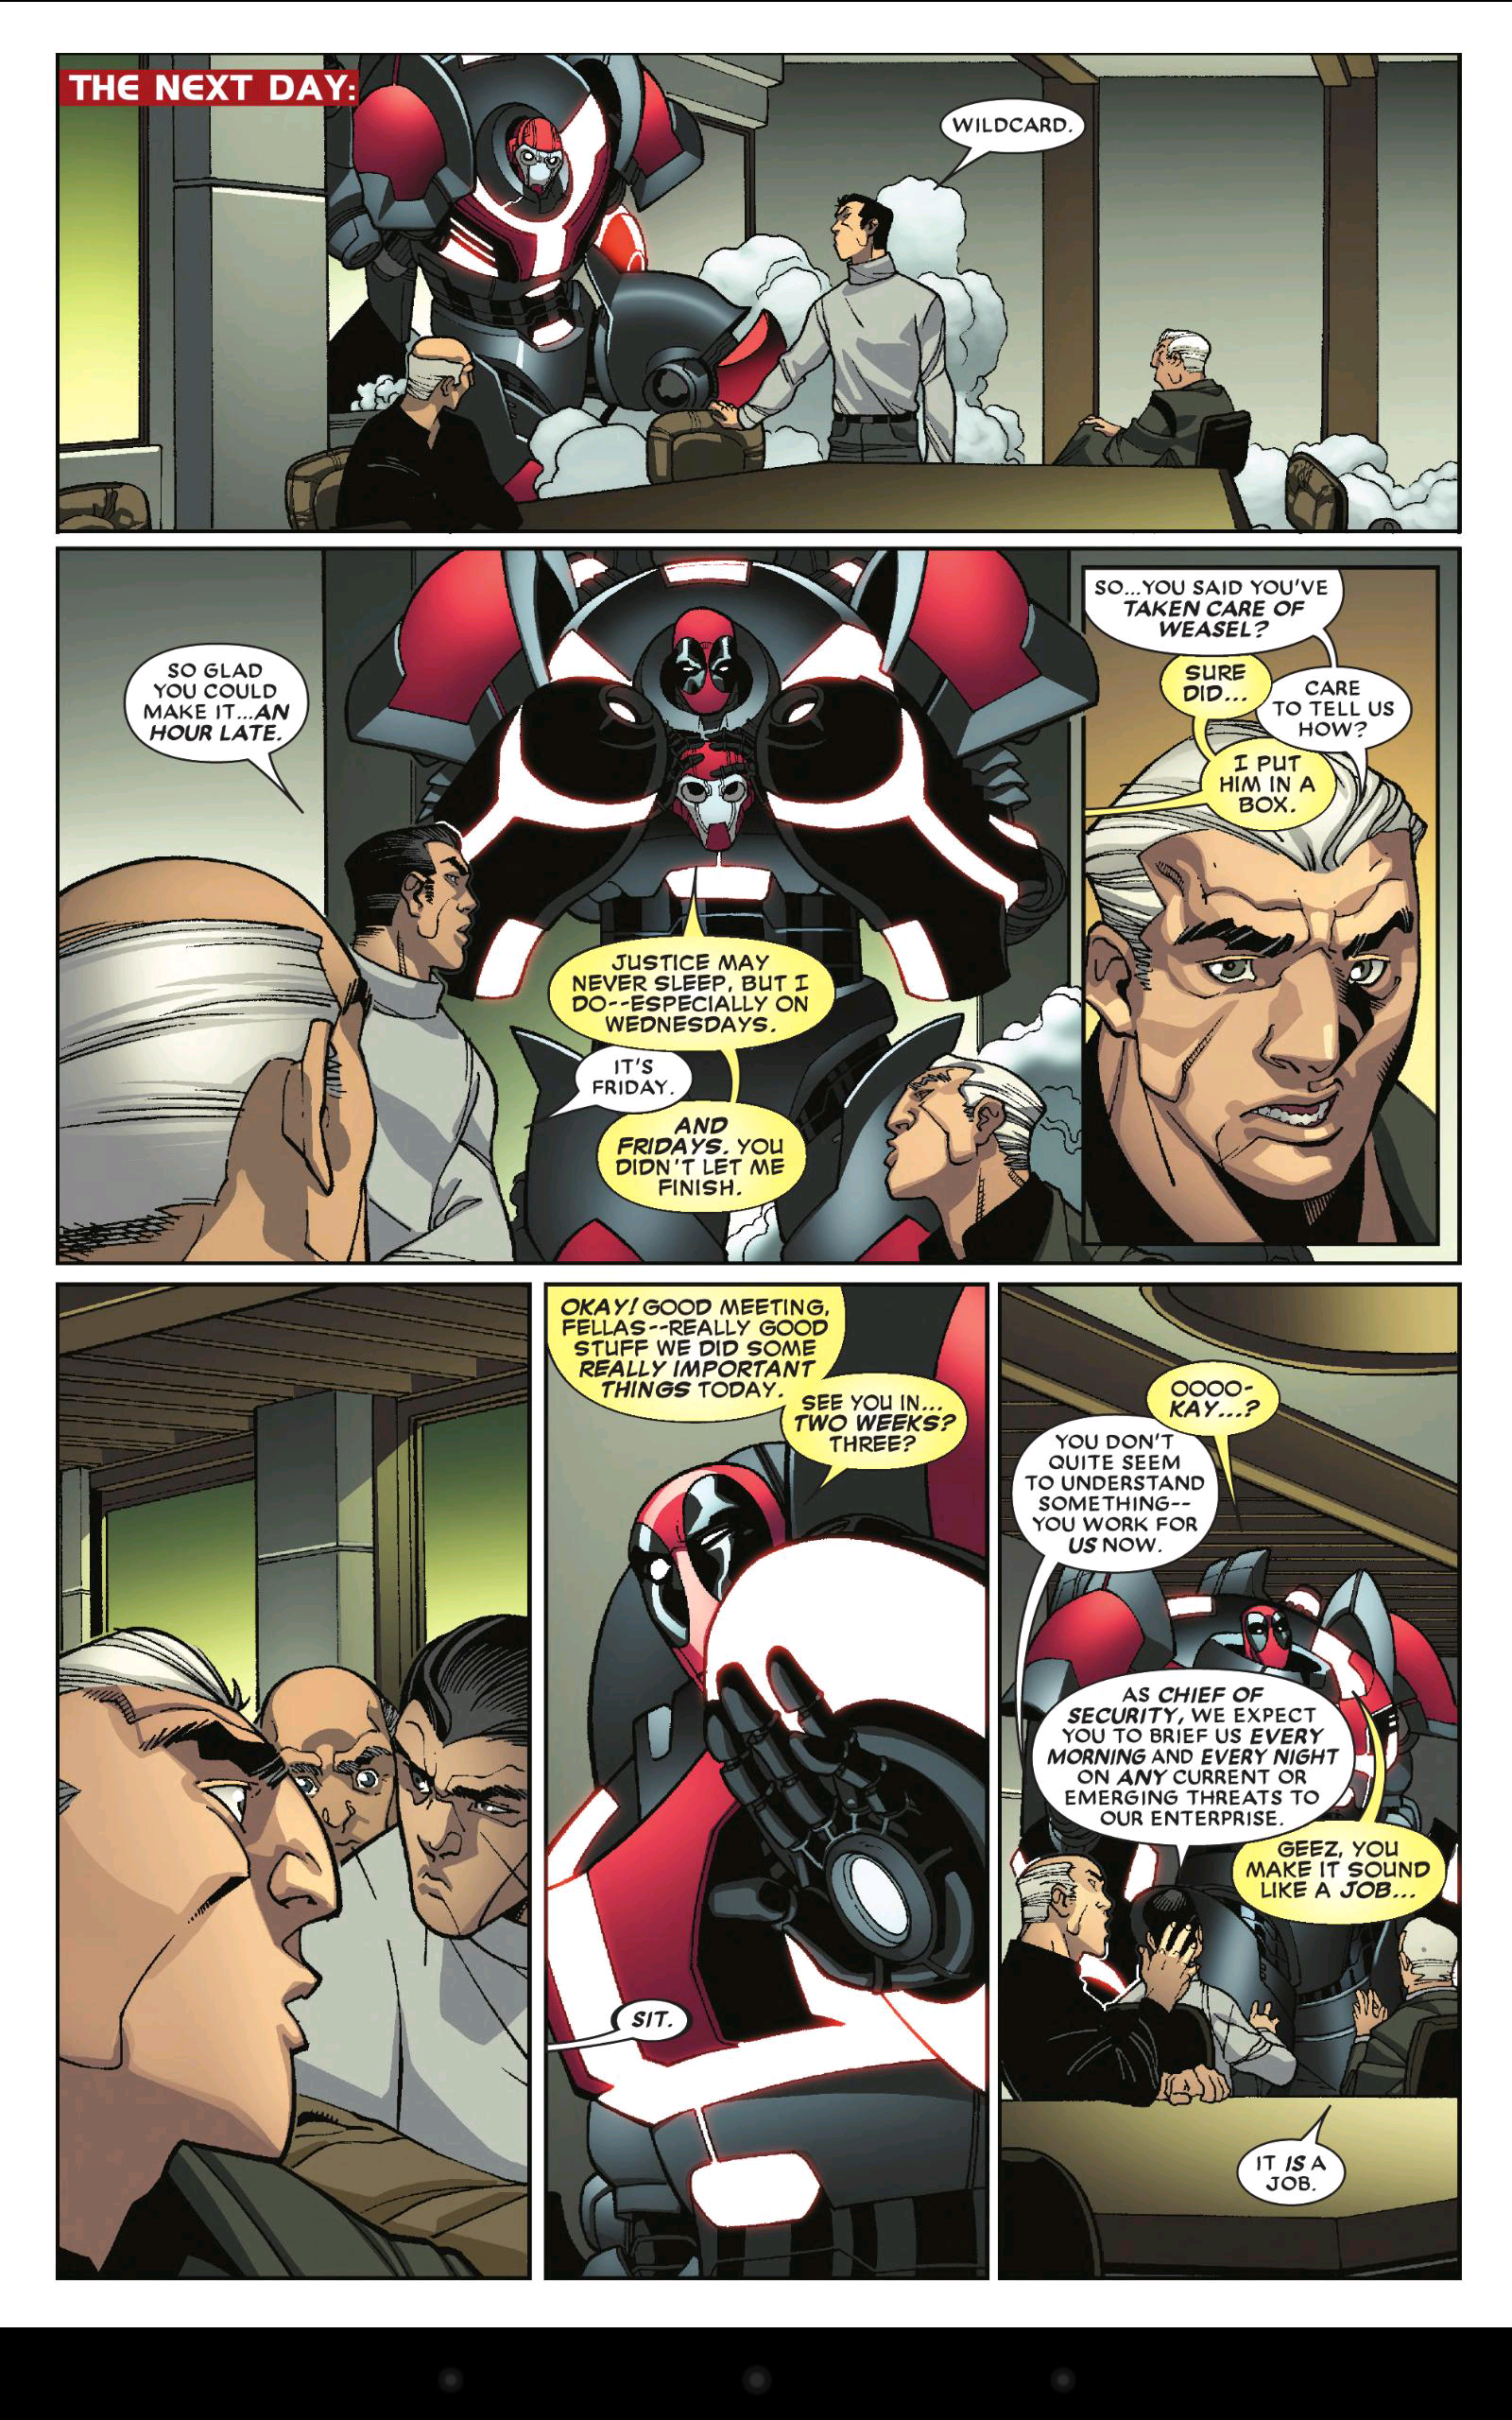 THE NEXT DAY:
WILDCARD.
SO GLAD
YOU COULD
MAKE IT...AN
HOUR LATE.
JUSTICE MAY
NEVER SLEEP, BUT I
DO--ESPECIALLY ON
WEDNESDAYS.
IT'S
FRIDAY.
AND
FRIDAYS. YOU
DIDN'T LET ME
FINISH.
SO...YOU SAID YOU'VE
TAKEN CARE OF
WEASEL?
SURE
DID...
CARE
TO TELL US
HOW?
I PUT
HIM IN A
BOX.
OKAY! GOOD MEETING,
FELLAS--REALLY GOOD
STUFF WE DID SOME
REALLY IMPORTANT
THINGS TODAY.
SEE YOU IN...
TWO WEEKS?
THREE?
SIT.
OOOO-
KAY...?
YOU DON'T
QUITE SEEM
TO UNDERSTAND
SOMETHING--
YOU WORK FOR
US NOW.
AS CHIEF OF
SECURITY, WE EXPECT
YOU TO BRIEF US EVERY
MORNING AND EVERY NIGHT
ON ANY CURRENT OR
EMERGING THREATS TO
OUR ENTERPRISE.
GEEZ, YOU
MAKE IT SOUND
LIKE A JOB...
IT IS A
JOB.